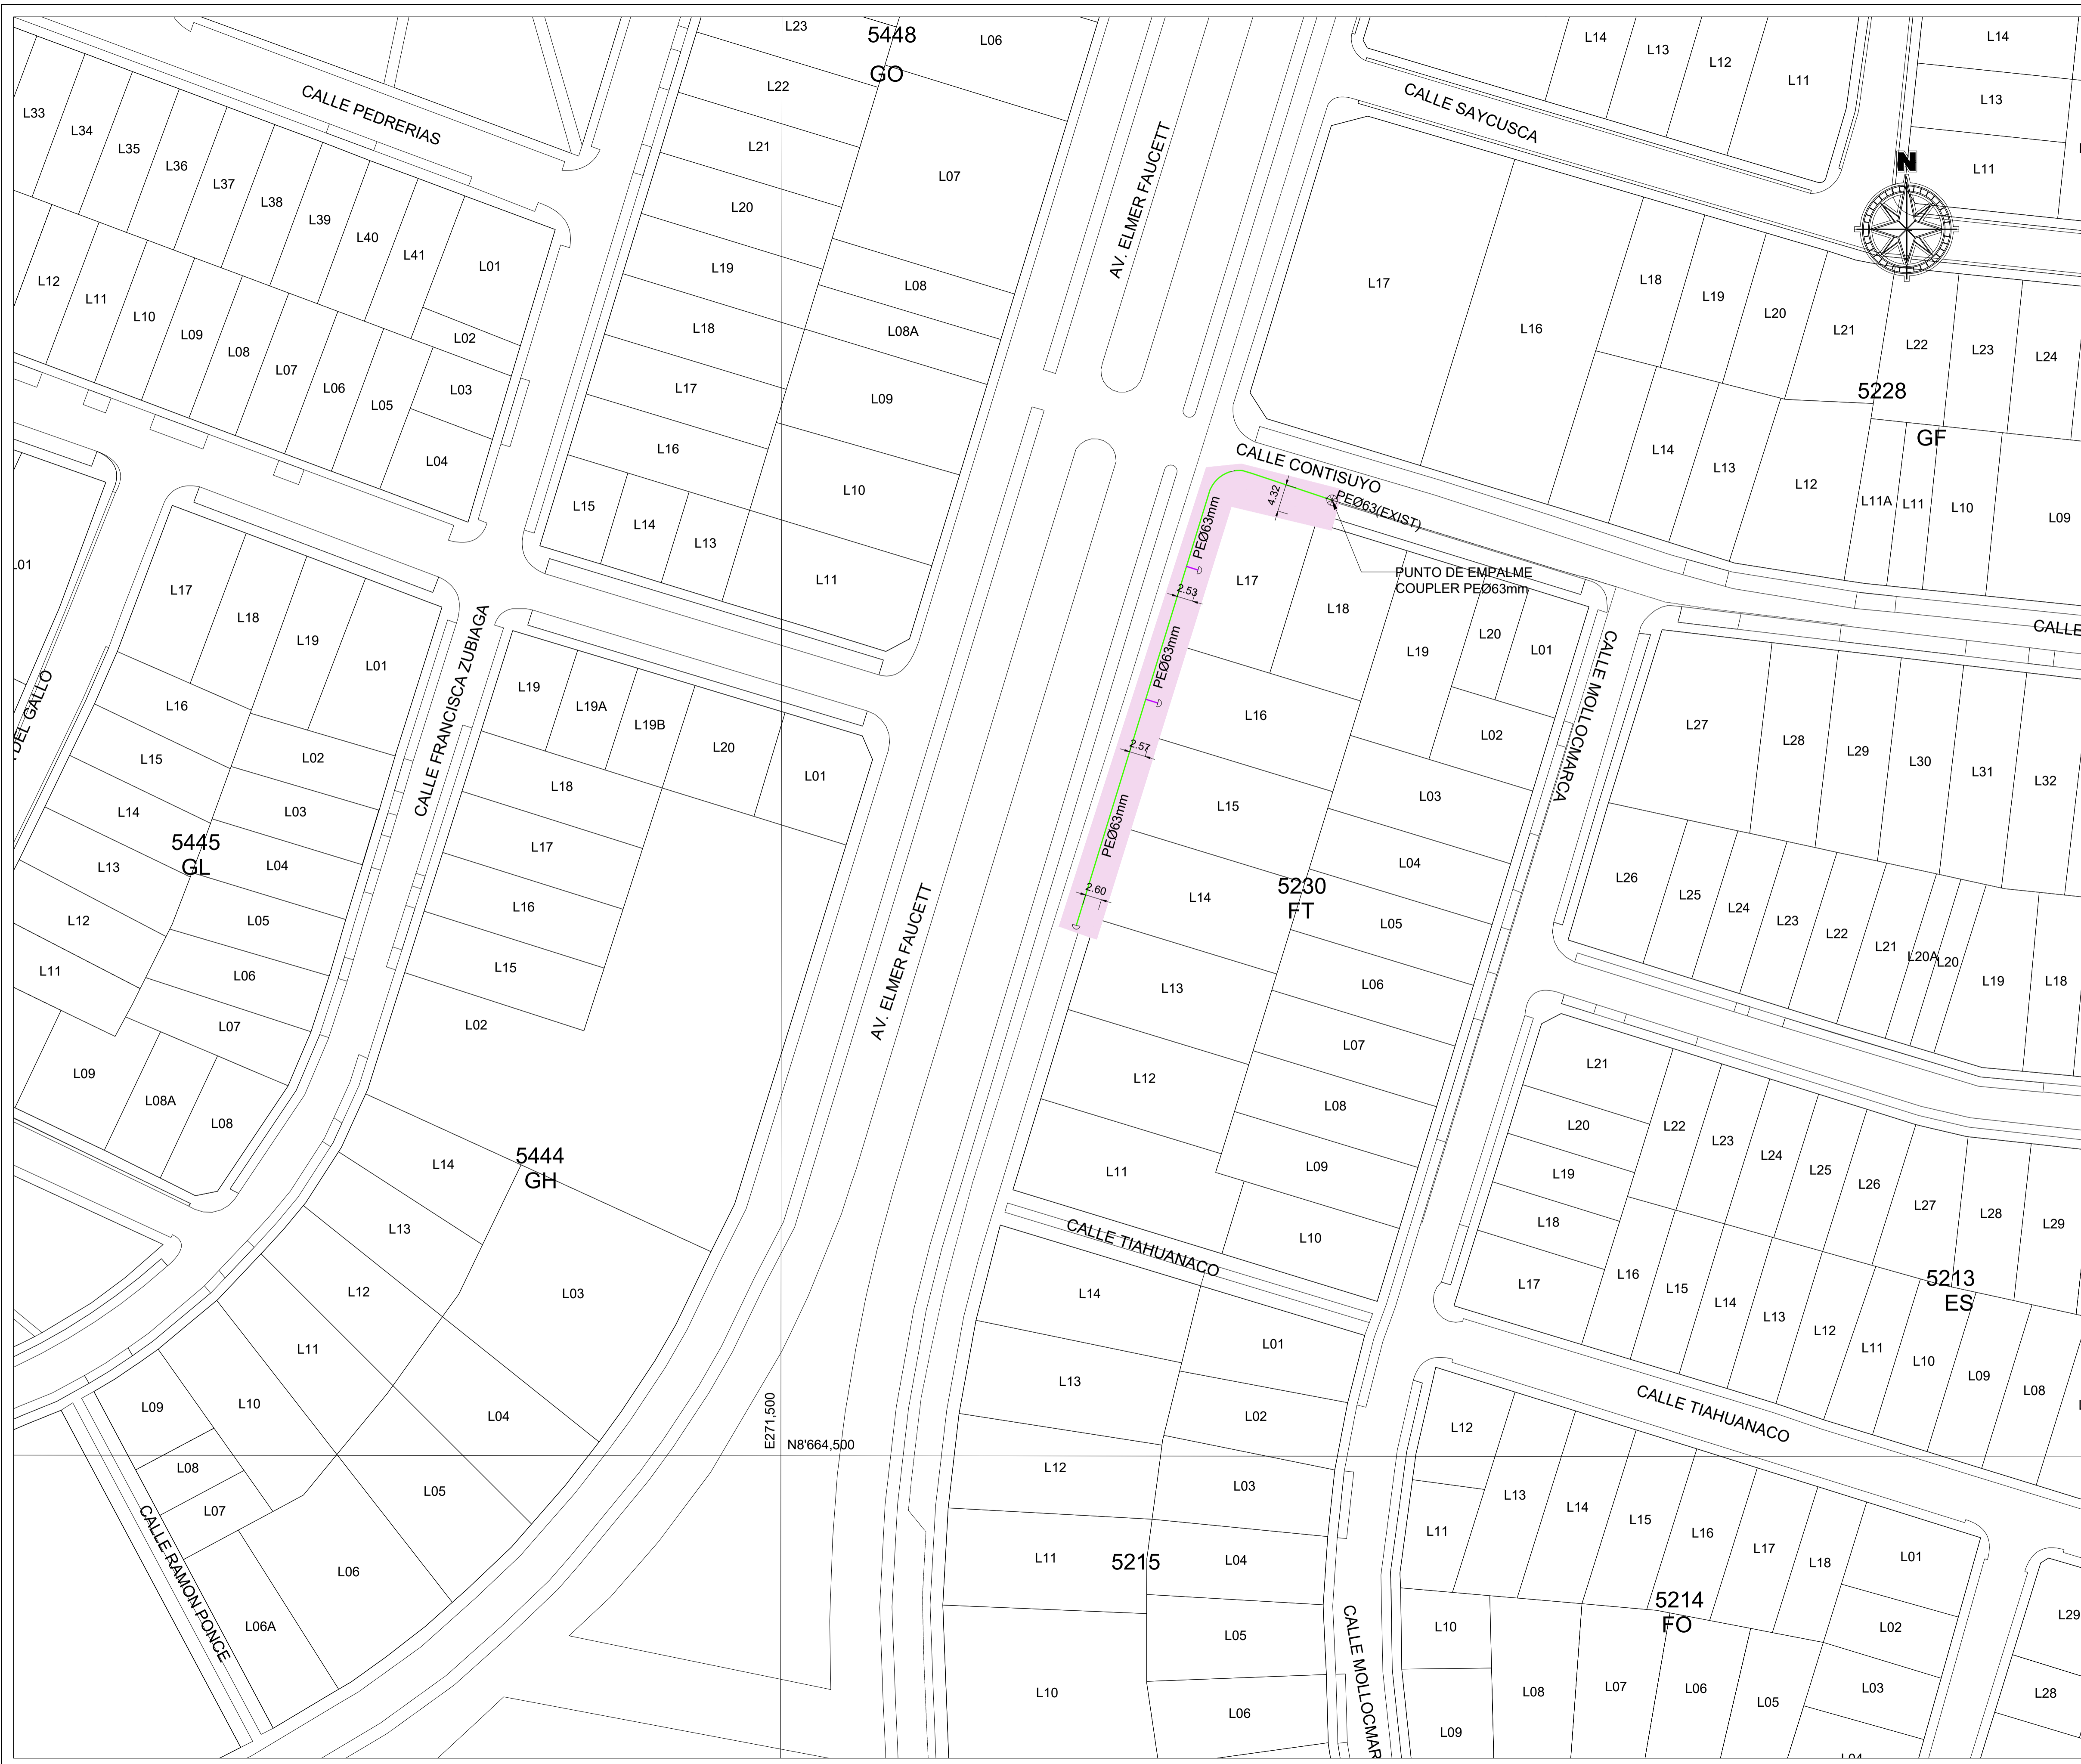 L23
5448
GO
L06
L22
L21
L07
L20
L19
L08
L18
L08A
L17
L09
L16
L10
L15
L14
L13
L11
CALLE PEDRERIAS
L33
L34
L35
L36
L37
L38
L39
L40
L41
L01
L02
L12
L11
L10
L09
L08
L07
L06
L05
L03
L04
AV. ELMER FAUCETT
CALLE SAYCUSCA
L14
L13
L12
L11
L14
L13
L11
N
L17
L16
L18
L19
L20
L21
L22
L23
L24
5228
GF
L14
L13
L12
L11A
L11
L10
L09
CALLE CONTISUYO
PEØ63(EXIST)
4.32
PEØ63mm
PUNTO DE EMPALME
COUPLER PEØ63mm
2.53
PEØ63mm
2.57
PEØ63mm
2.60
L17
L18
L19
L20
L01
L16
L02
L15
L03
L04
L14
5230
FT
L05
L13
L06
L07
L12
L08
L11
L09
L10
CALLE MOLLOCMARCA
CALLE
L27
L28
L29
L30
L31
L32
L26
L25
L24
L23
L22
L21
L20A
L20
L19
L18
L01
DEL GALLO
L17
L18
L19
L01
L16
L02
L15
L03
L14
5445
GL
L04
L13
L05
L12
L06
L11
L07
L09
L08A
L08
CALLE FRANCISCA ZUBIAGA
L19
L19A
L19B
L20
L01
L18
L17
L16
L15
L02
AV. ELMER FAUCETT
5444
GH
L14
L13
L12
L03
L11
L10
L09
L04
L08
L07
L05
L06
L06A
CALLE RAMON PONCE
E271,500
N8'664,500
CALLE TIAHUANACO
L14
L01
L13
L02
L12
L03
L11
5215
L04
L05
L10
L06
CALLE MOLLOCMAR
L21
L20
L19
L18
L17
L22
L23
L24
L25
L26
L27
L28
L29
5213
ES
L16
L15
L14
L13
L12
L11
L10
L09
L08
CALLE TIAHUANACO
L12
L13
L14
L15
L16
L17
L18
L01
L11
5214
FO
L10
L02
L09
L08
L07
L06
L05
L03
L04
L29
L28